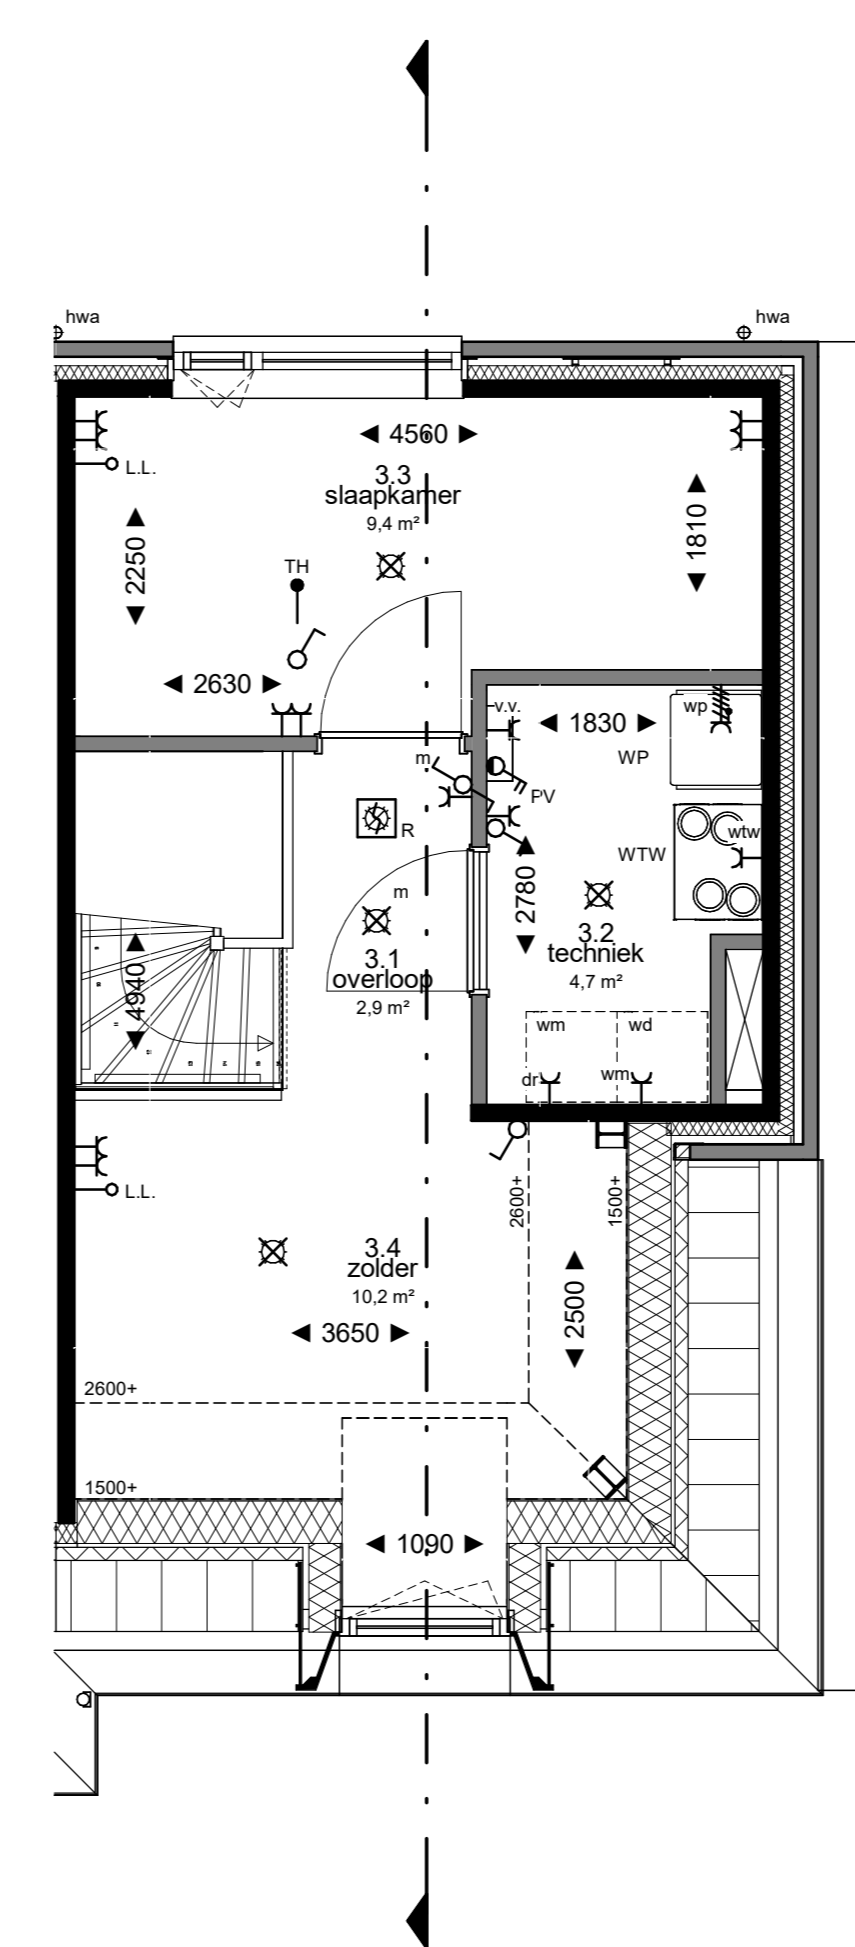 hwa
hwa
4560
L.L.
3.3
slaapkamer
9,4 m²
2250
1810
TH
2630
v.v.
1830
wp
WP
m
PV
R
WTW
wtw
2780
m
3.1
overloop
2,9 m²
4940
3.2
techniek
4,7 m²
wm
wd
dr
wm
L.L.
2600+
1500+
3.4
zolder
10,2 m²
2500
3650
2600+
1500+
1090